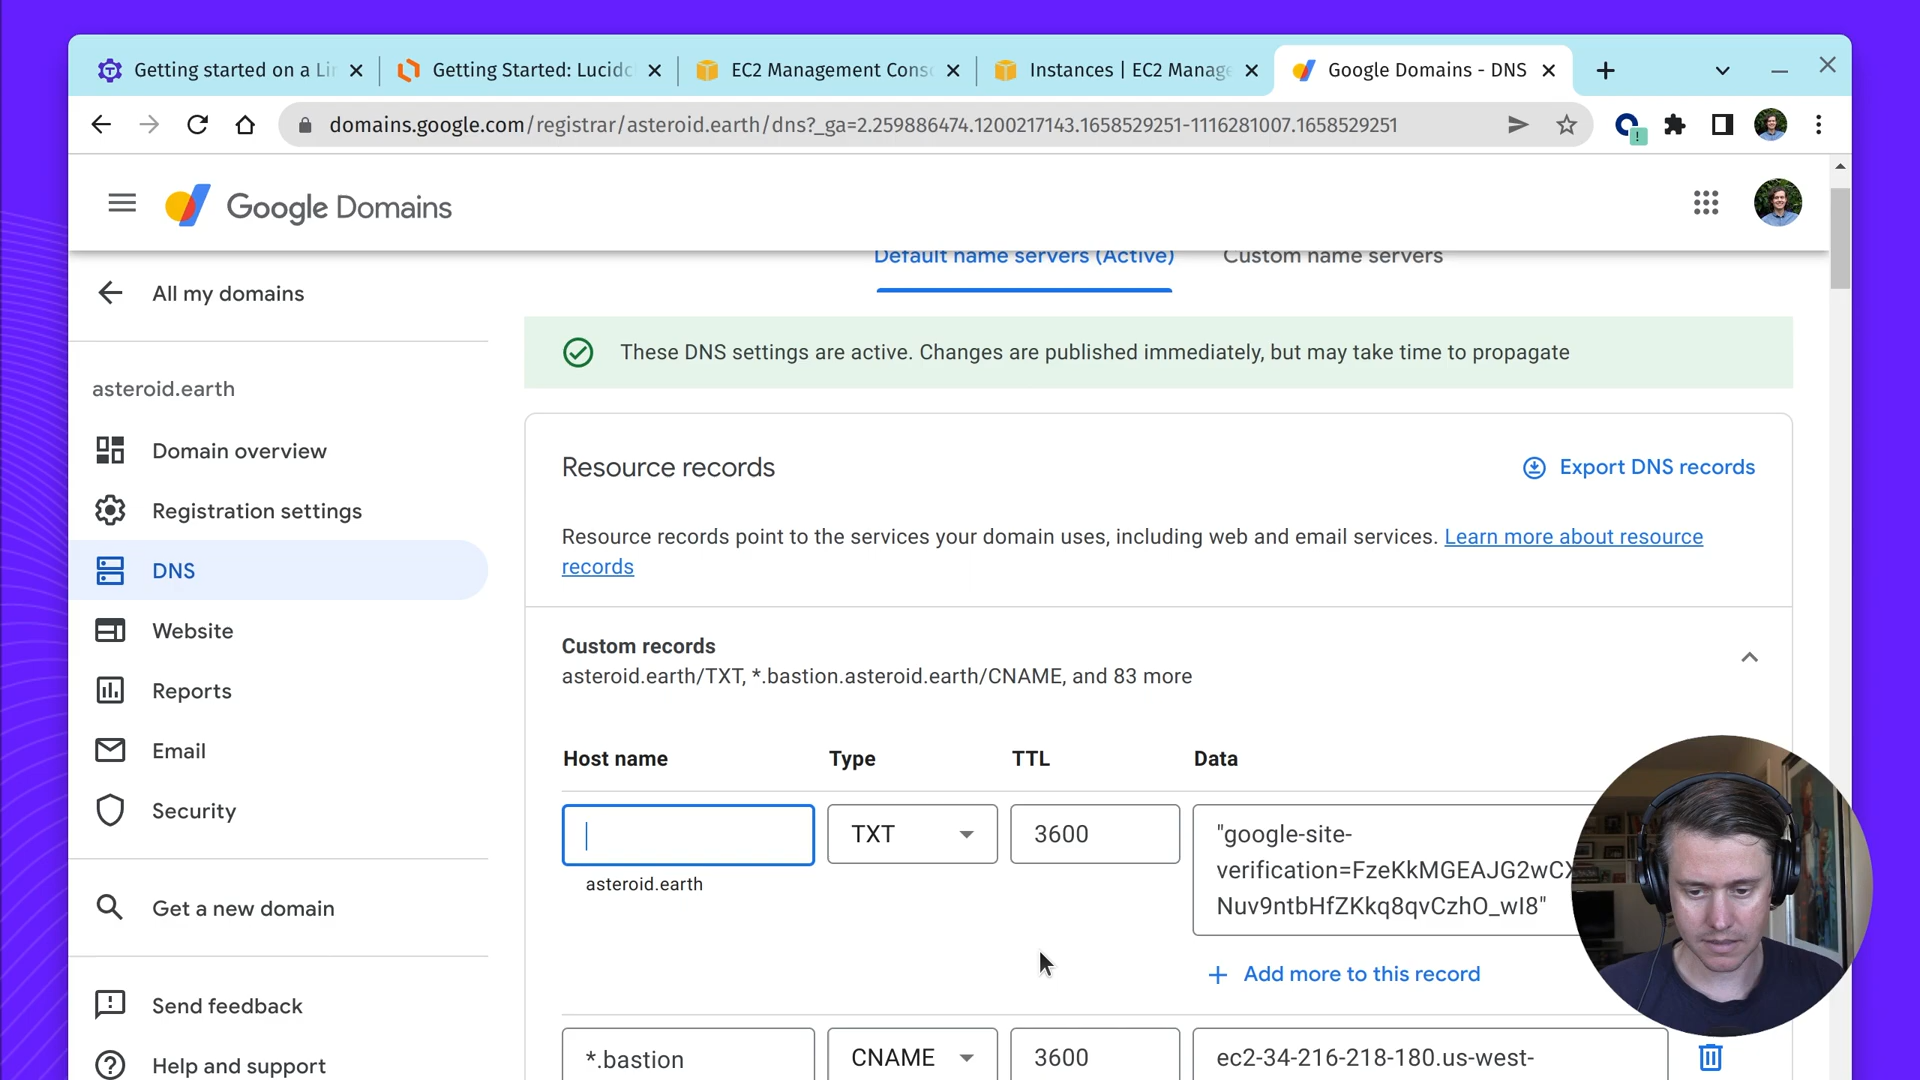 Getting started on a Li
Getting Started: Lucidc
EC2 Management Conso
Instances | EC2 Manage
Google Domains - DNS
domains.google.com/registrar/asteroid.earth/dns?_ga=2.259886474.1200217143.1658529251-1116281007.1658529251
Google Domains
Default name servers (Active)
Custom name servers
All my domains
These DNS settings are active. Changes are published immediately, but may take time to propagate
asteroid.earth
Domain overview
Registration settings
DNS
Website
Reports
Email
Security
Get a new domain
Send feedback
Help and support
Resource records
Export DNS records
Resource records point to the services your domain uses, including web and email services. Learn more about resource
records
Custom records
asteroid.earth/TXT, *.bastion.asteroid.earth/CNAME, and 83 more
Host name
Type
TTL
Data
TXT
3600
"google-site-
verification=FzeKkMGEAJG2wCX
Nuv9ntbHfZKkq8qvCzhO_wI8"
asteroid.earth
Add more to this record
*.bastion
CNAME
3600
ec2-34-216-218-180.us-west-